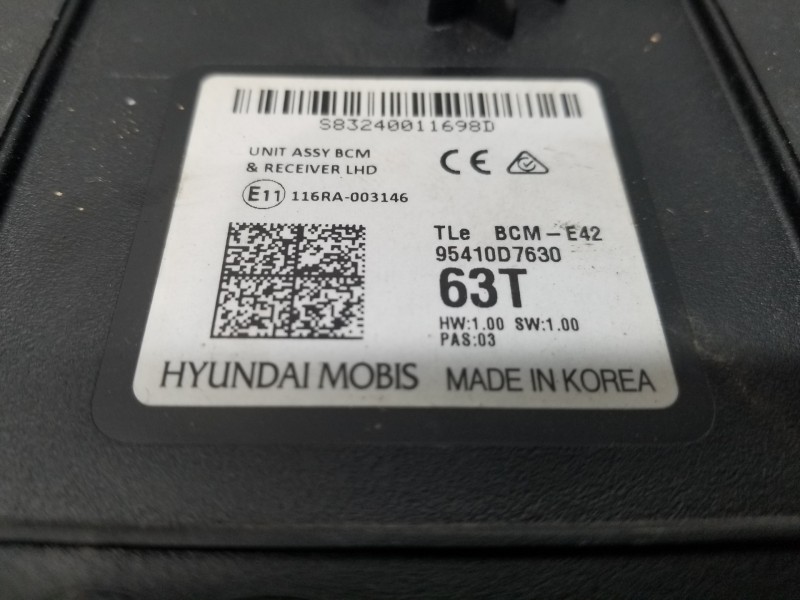 S83240011698D
UNIT ASSY BCM
& RECEIVER LHD
CE
E11 116RA-003146
TLe BCM-E42
95410D7630
63T
HW:1.00 SW:1.00
PAS:03
HYUNDAI MOBIS MADE IN KOREA